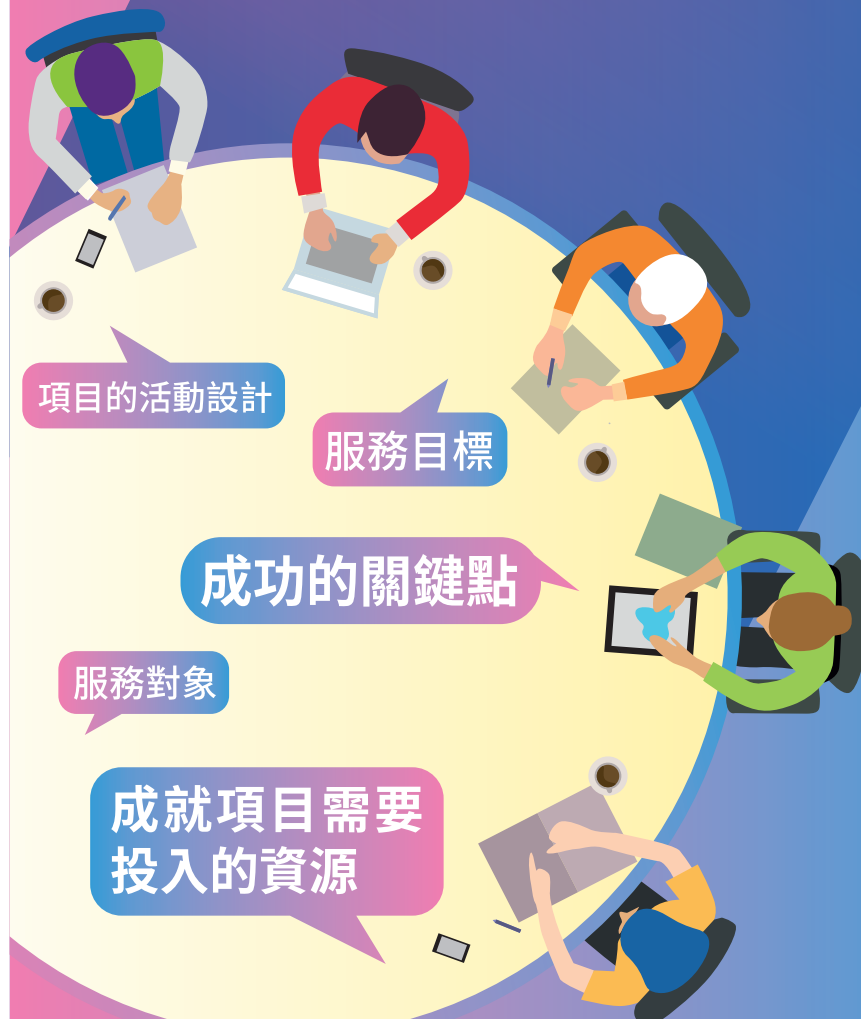 項目的活動設計
服務目標
成功的關鍵點
服務對象
成就項目需要
投入的資源